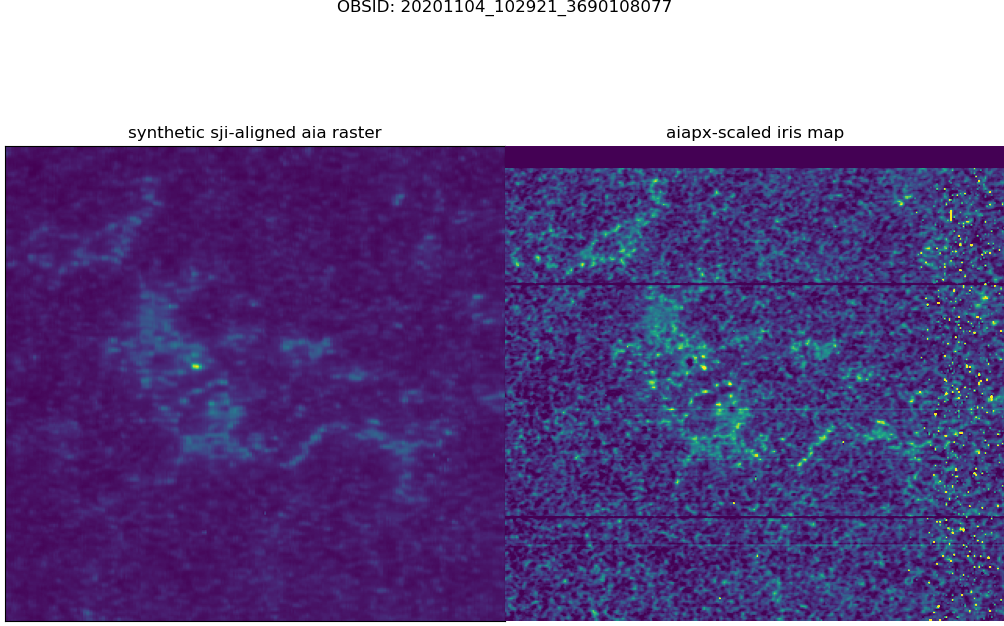 OBSID: 20201104_102921_3690108077
synthetic sji-aligned aia raster
aiapx-scaled iris map